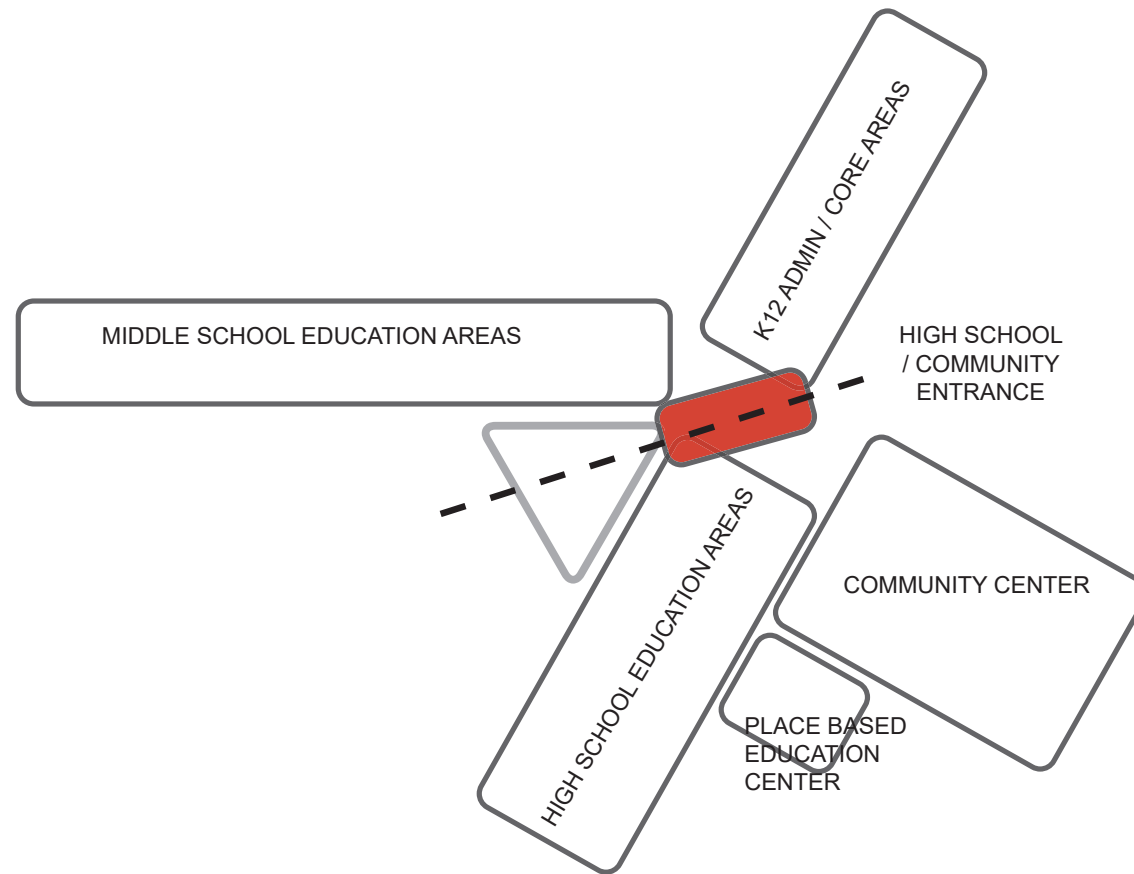 K12 ADMIN / CORE AREAS
MIDDLE SCHOOL EDUCATION AREAS
HIGH SCHOOL
/ COMMUNITY
ENTRANCE
HIGH SCHOOL EDUCATION AREAS
COMMUNITY CENTER
PLACE BASED
EDUCATION
CENTER